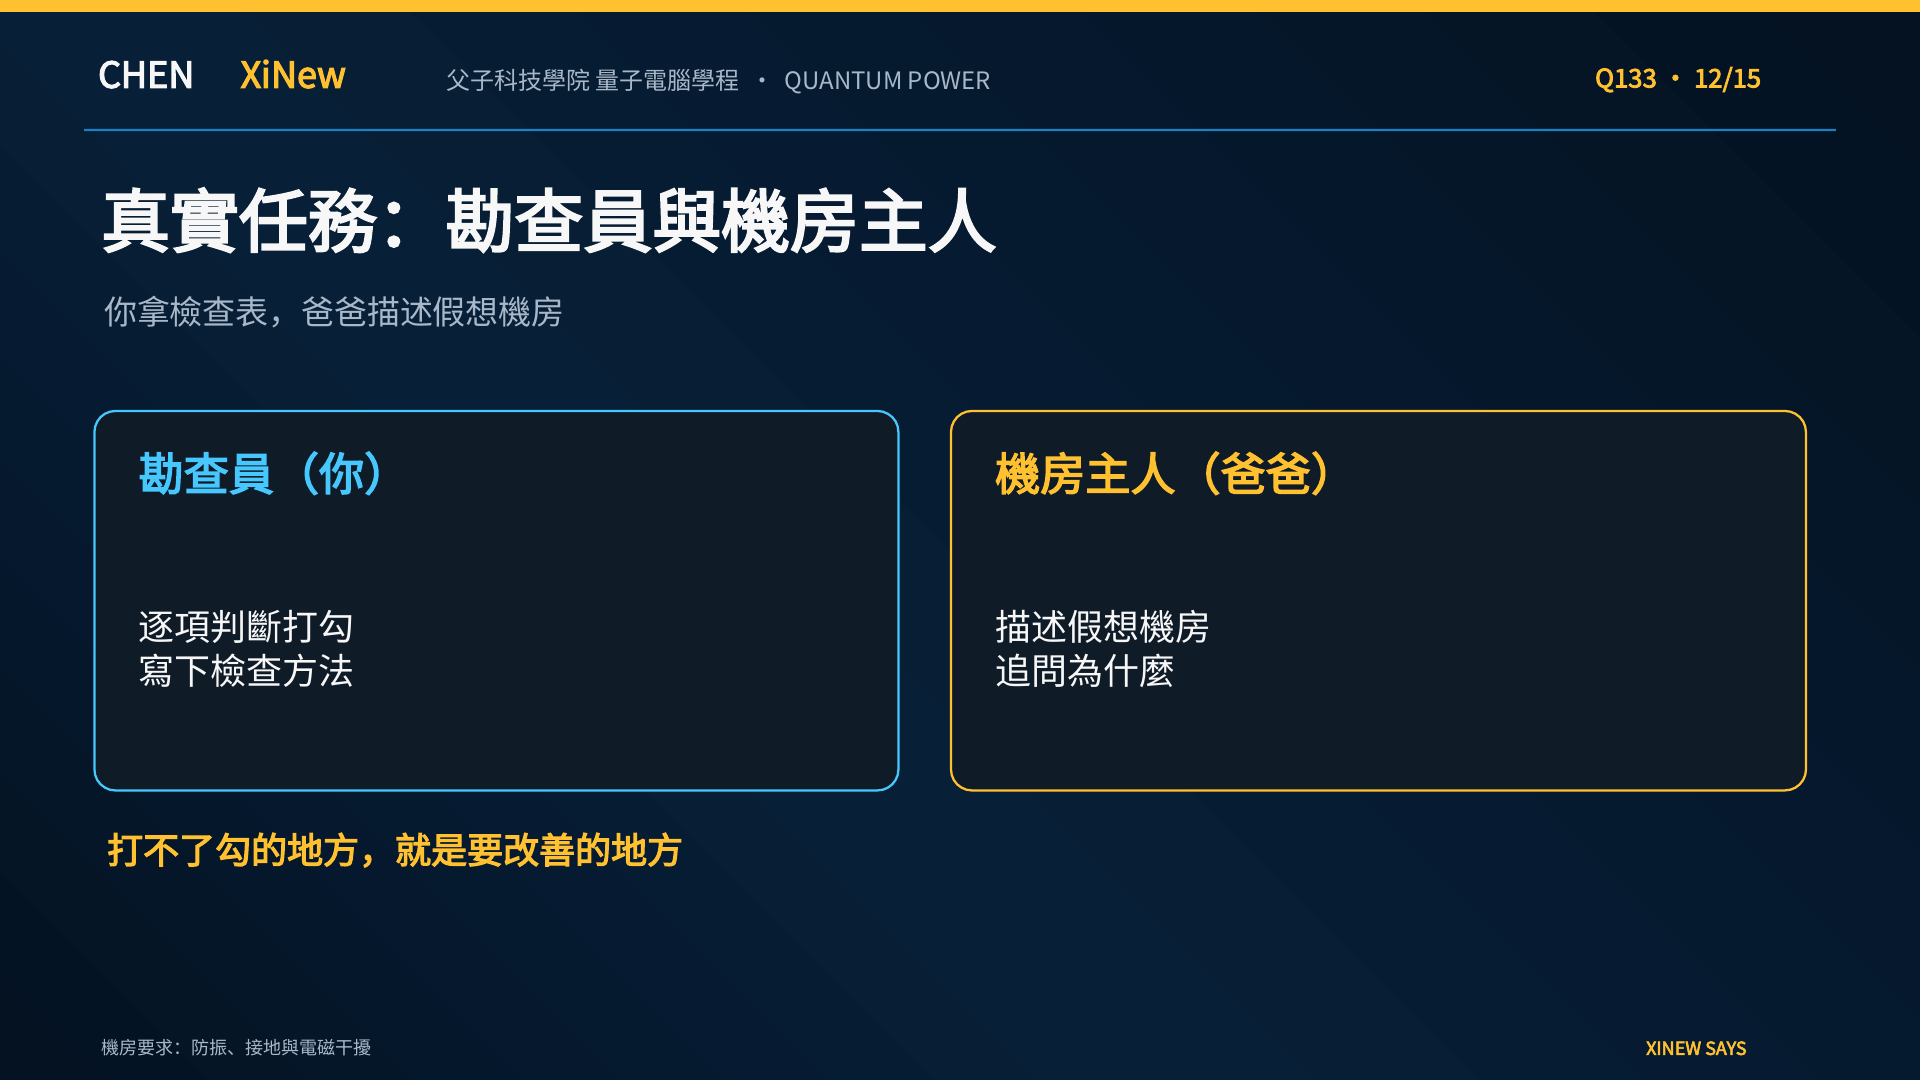 CHEN XiNew 父子科技學院 量子電腦學程 • QUANTUM POWER Q133 • 12/15
真實任務：勘查員與機房主人
你拿檢查表，爸爸描述假想機房
勘查員（你）
逐項判斷打勾
寫下檢查方法
機房主人（爸爸）
描述假想機房
追問為什麼
打不了勾的地方，就是要改善的地方
機房要求：防振、接地與電磁干擾
XINEW SAYS